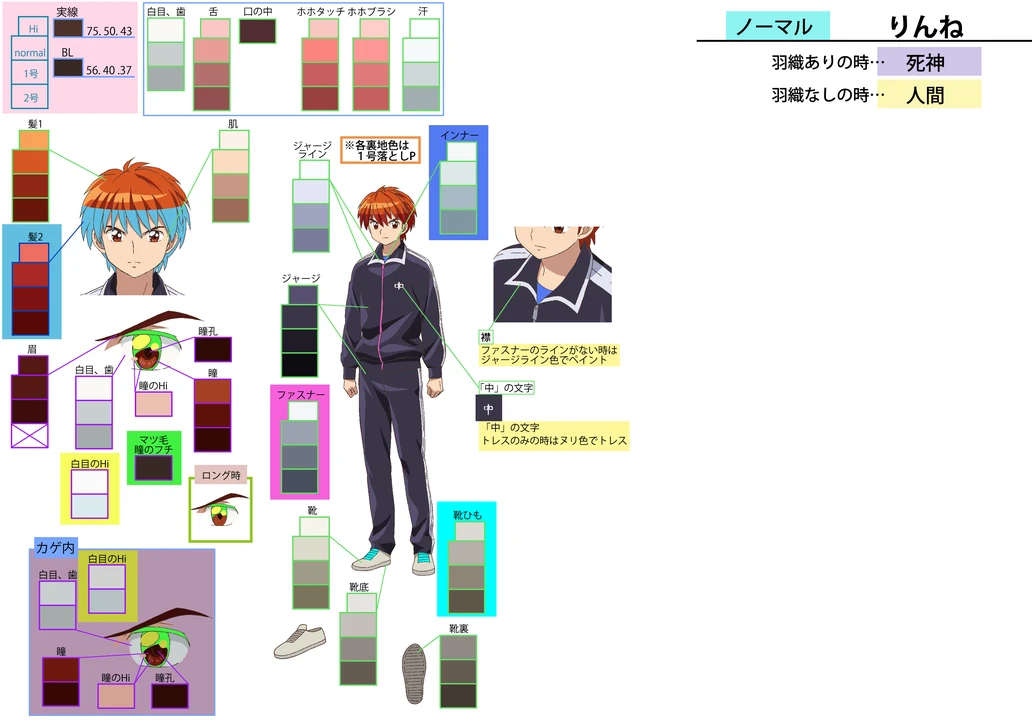 実線
Hi
75. 50. 43
normal
BL
1号
56. 40 .37
2号
白目、歯
舌
口の中
ホホタッチ
ホホブラシ
汗
ノーマル
りんね
羽織ありの時…
死神
羽織なしの時…
人間
髪1
肌
ジャージ
ライン
※各裏地色は
1号落としP
インナー
髪2
ジャージ
襟
ファスナーのラインがない時は
ジャージライン色でペイント
中
「中」の文字
中
「中」の文字
トレスのみの時はヌリ色でトレス
眉
瞳孔
白目、歯
瞳のHi
瞳
マツ毛
瞳のフチ
白目のHi
ロング時
ファスナー
靴
靴ひも
靴底
靴裏
カゲ内
白目のHi
白目、歯
瞳
瞳のHi
瞳孔